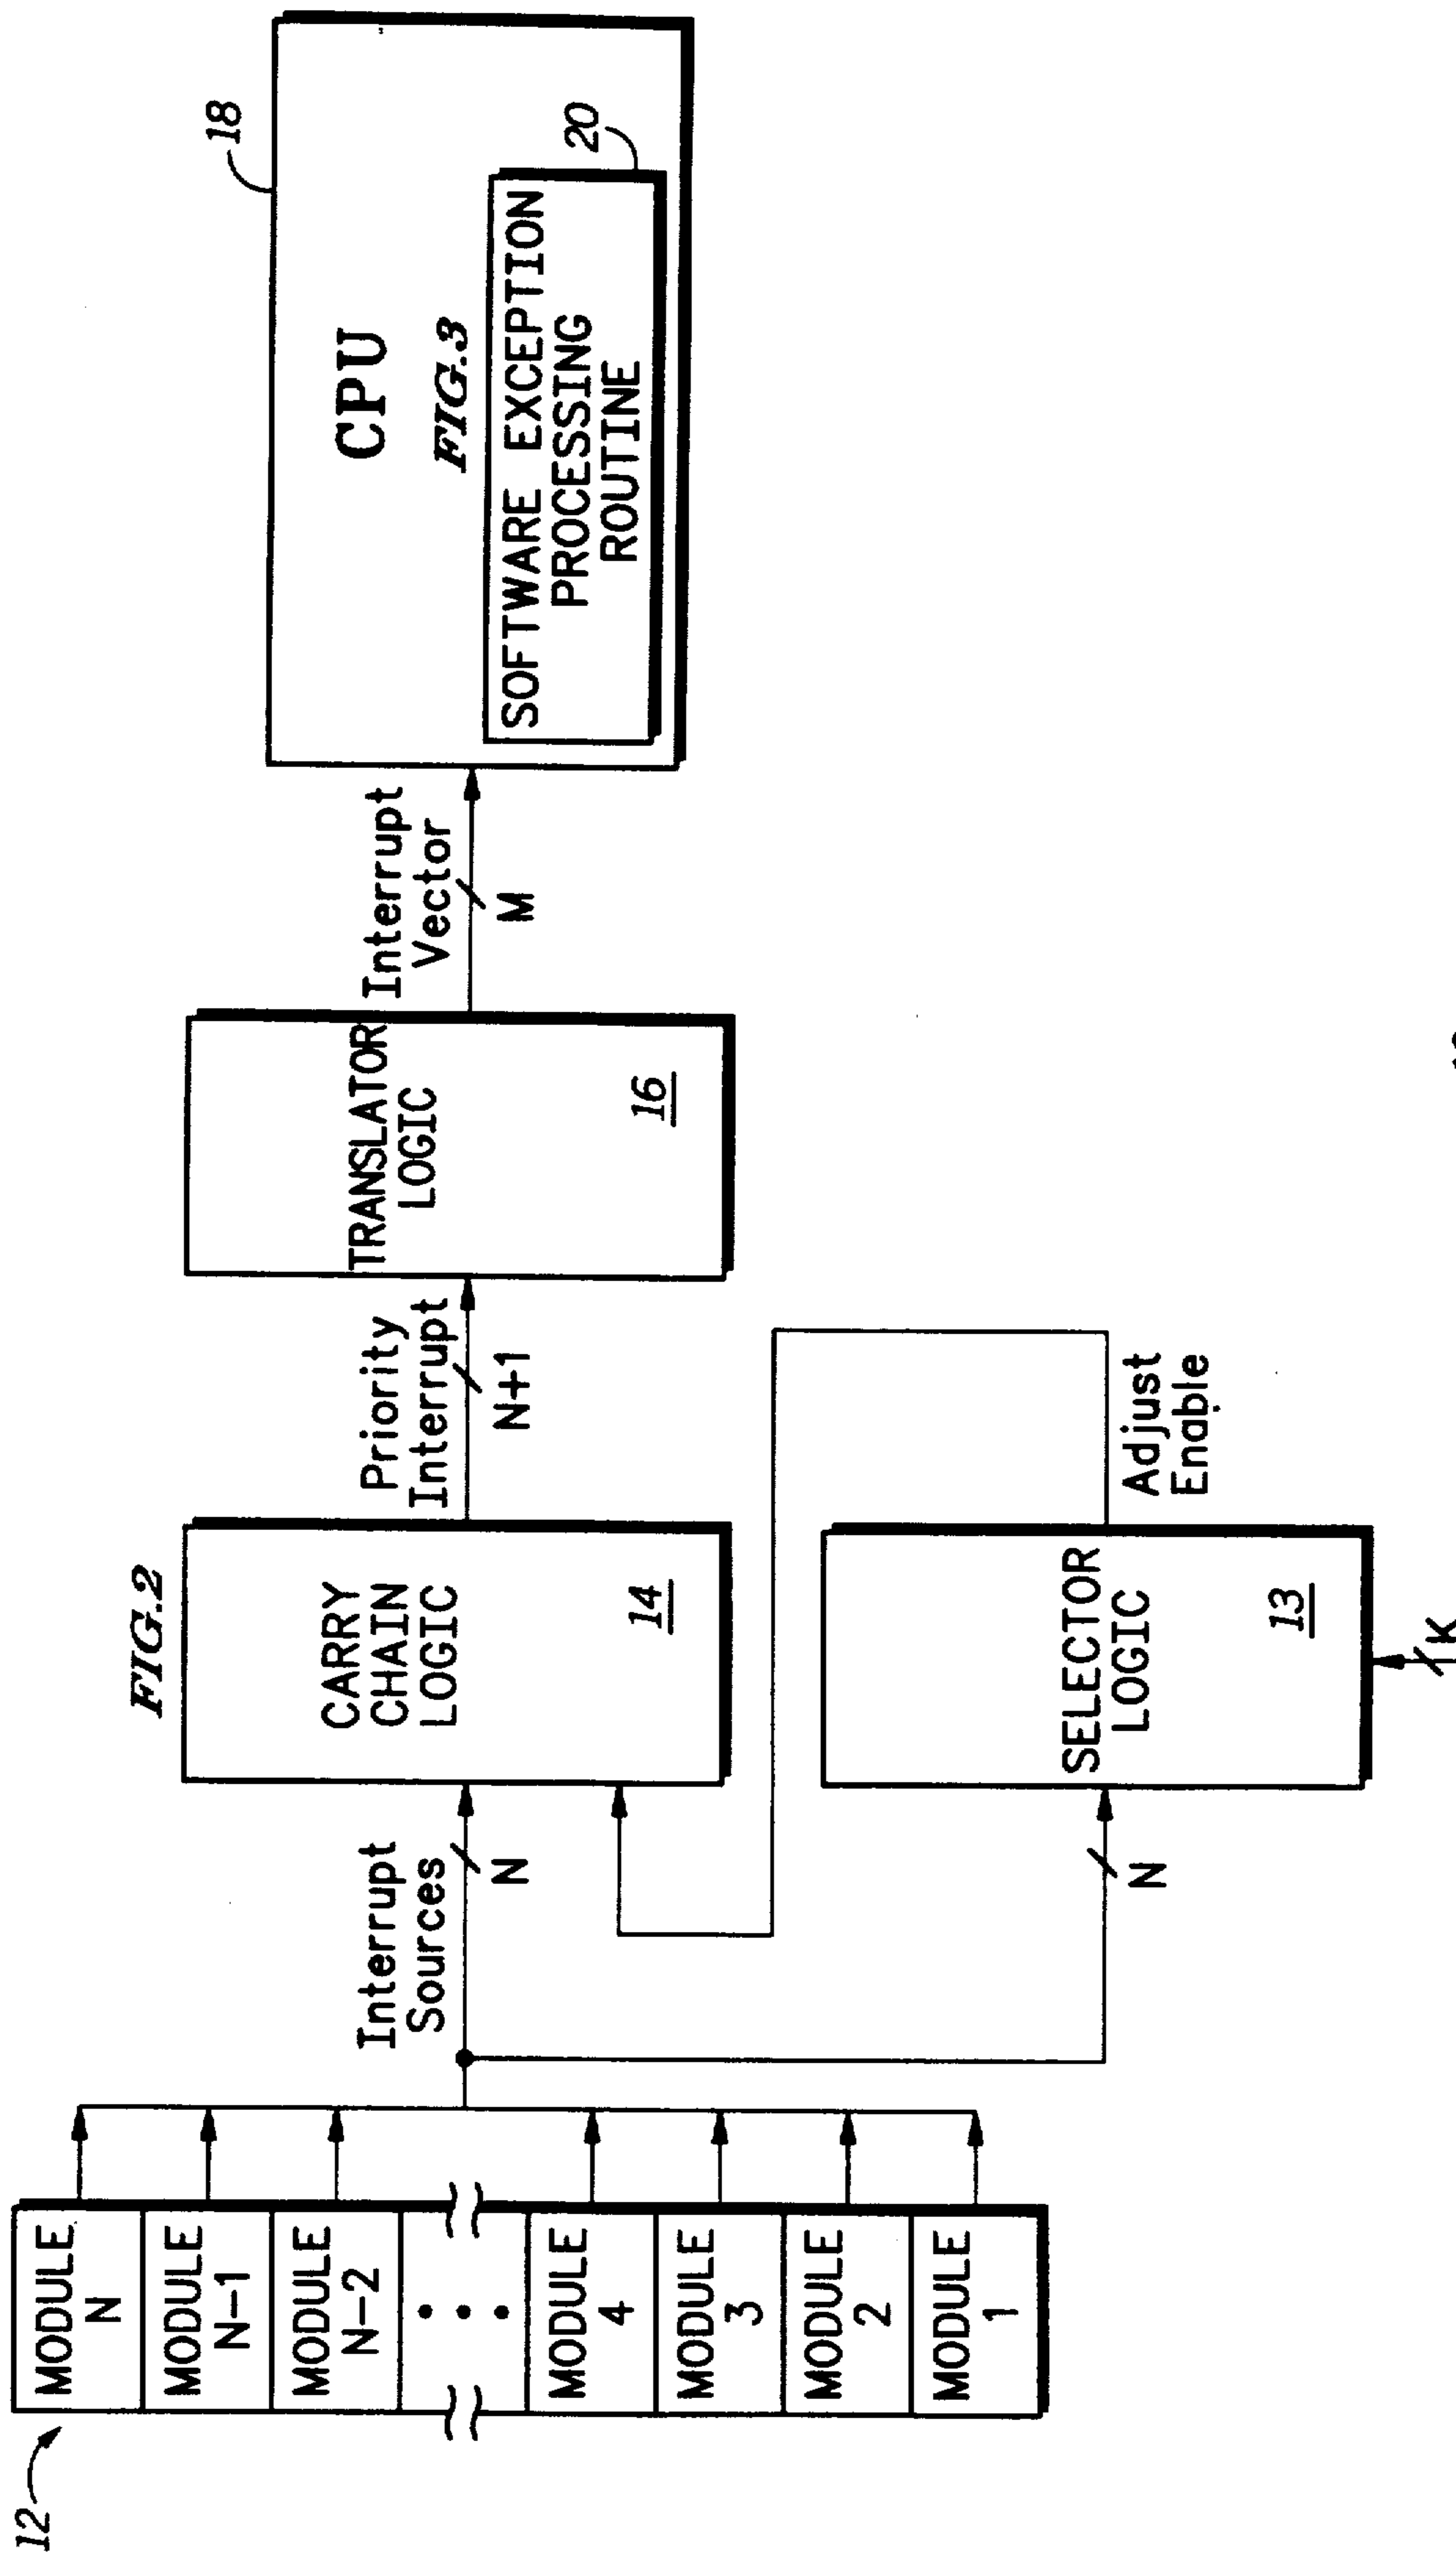 12
MODULE
N
MODULE
N-1
MODULE
N-2
MODULE
4
MODULE
3
MODULE
2
MODULE
1
Interrupt
Sources
N
N
FIG.2
CARRY
CHAIN
LOGIC
14
SELECTOR
LOGIC
13
K
Adjust
Enable
Priority
Interrupt
N+1
TRANSLATOR
LOGIC
16
Interrupt
Vector
M
18
CPU
FIG.3
SOFTWARE EXCEPTION
PROCESSING
ROUTINE
20